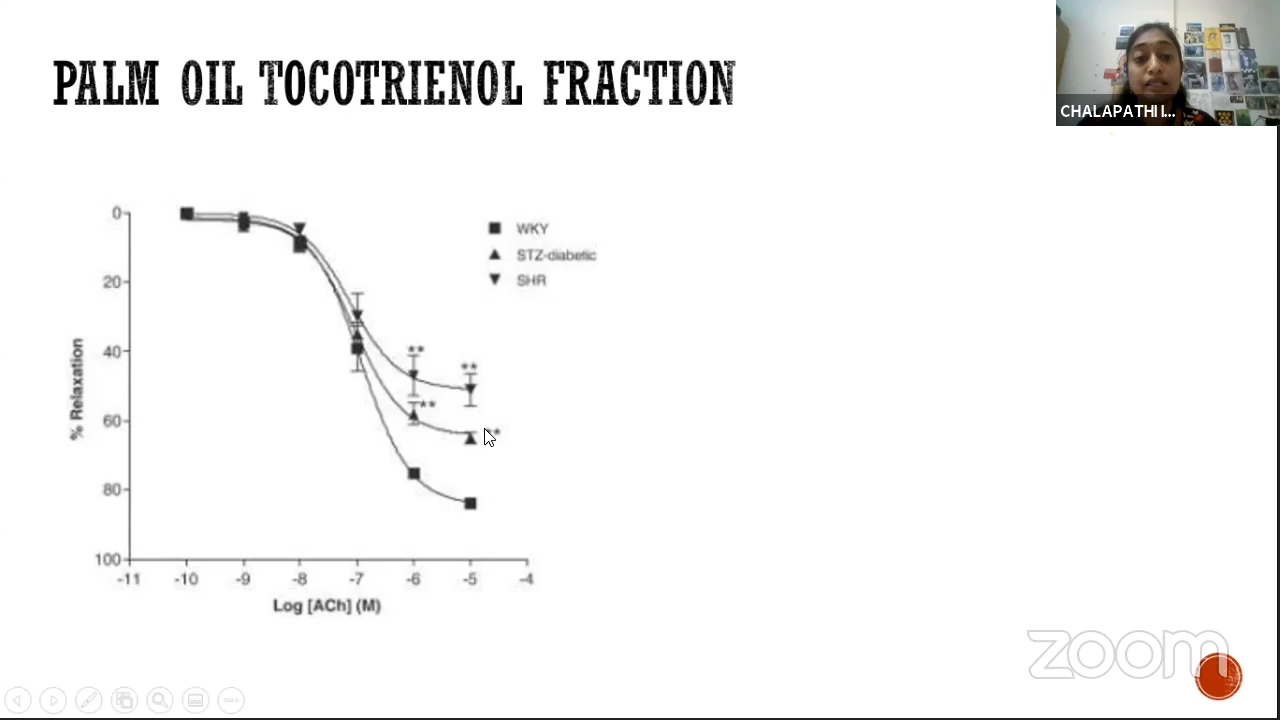 PALM OIL TOCOTRIENOL FRACTION
CHALAPATHI I...
WKY
STZ-diabetic
SHR
% Relaxation
0
20
40
60
80
100
**
**
**
-11 -10 -9 -8 -7 -6 -5 -4
Log [ACh] (M)
zoom